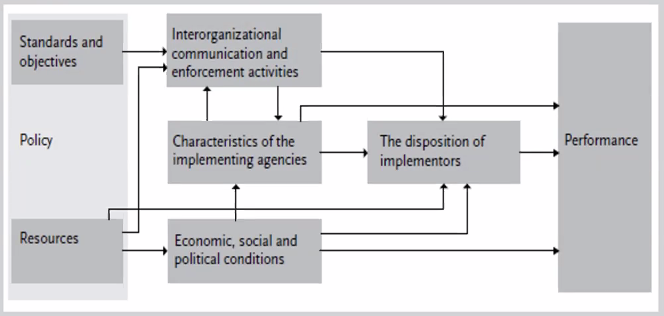 Standards and
objectives
Interorganizational
communication and
enforcement activities
Policy
Characteristics of the
implementing agencies
The disposition of
implementors
Performance
Resources
Economic, social and
political conditions